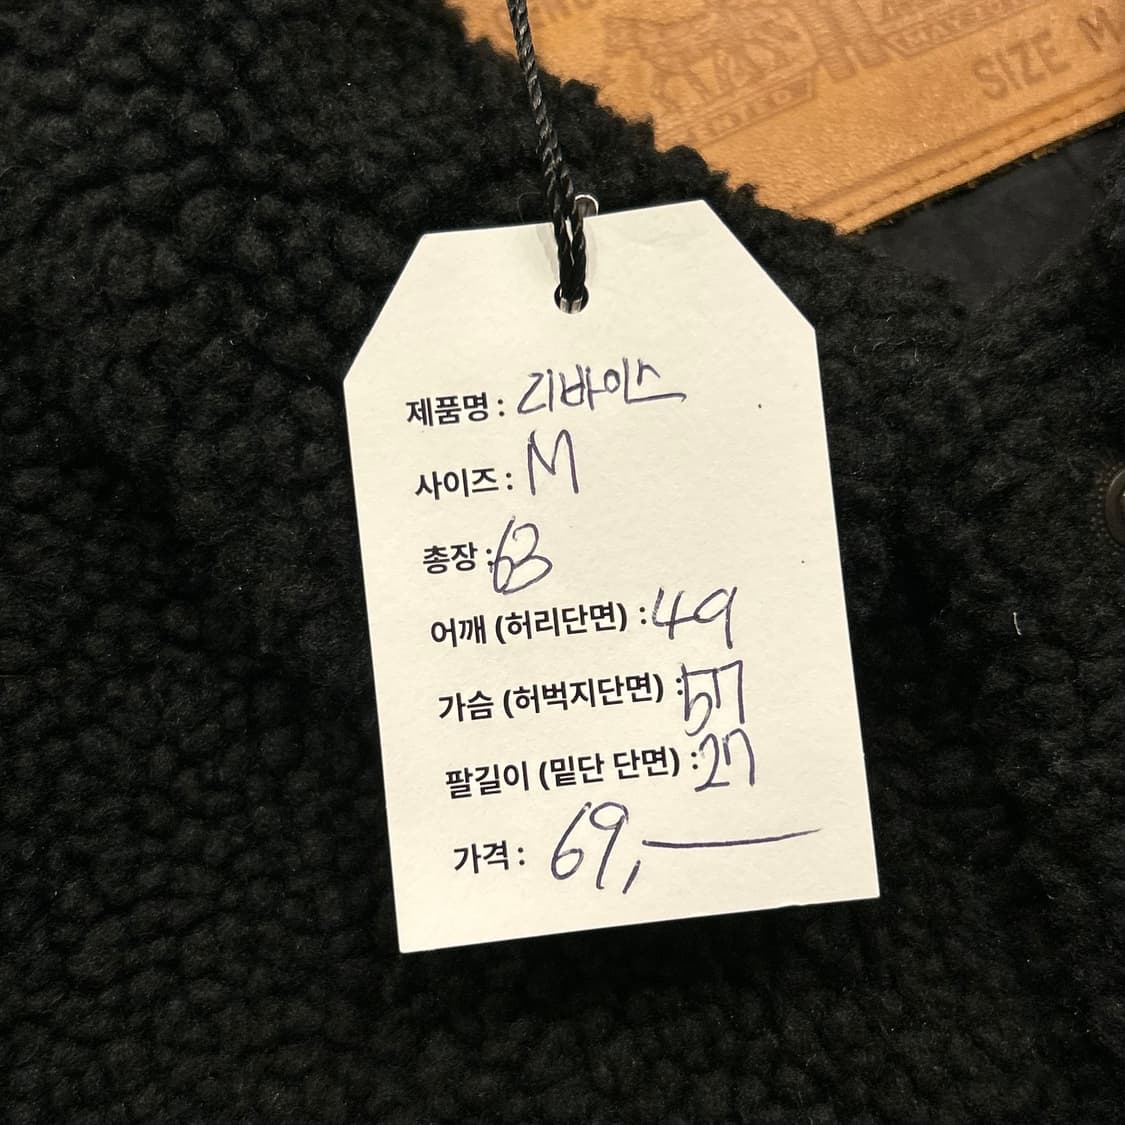 SIZE M
제품명 : 리바이스
사이즈 : M
총장 : 63
어깨 (허리단면) : 49
가슴 (허벅지단면) : 57
팔길이 (밑단 단면) : 27
가격 : 69,—